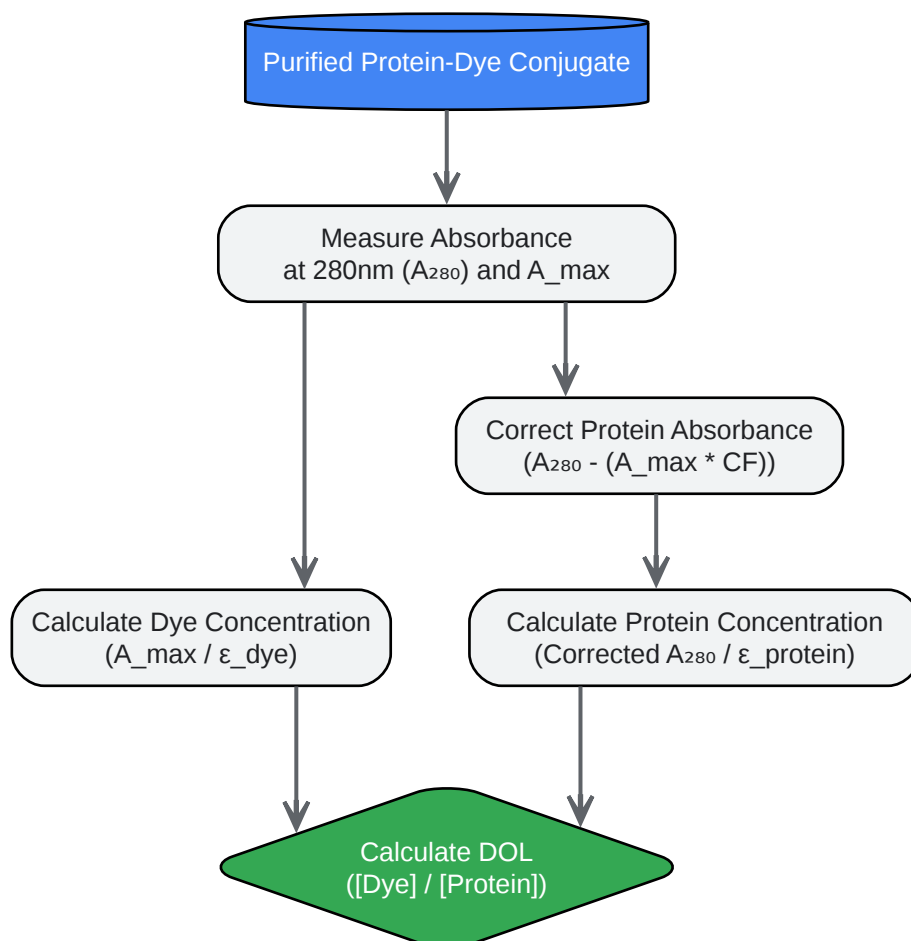 Purified Protein-Dye Conjugate
Measure Absorbance
at 280nm (A₂₈₀) and A_max
Correct Protein Absorbance
(A₂₈₀ - (A_max * CF))
Calculate Dye Concentration
(A_max / ε_dye)
Calculate Protein Concentration
(Corrected A₂₈₀ / ε_protein)
Calculate DOL
([Dye] / [Protein])